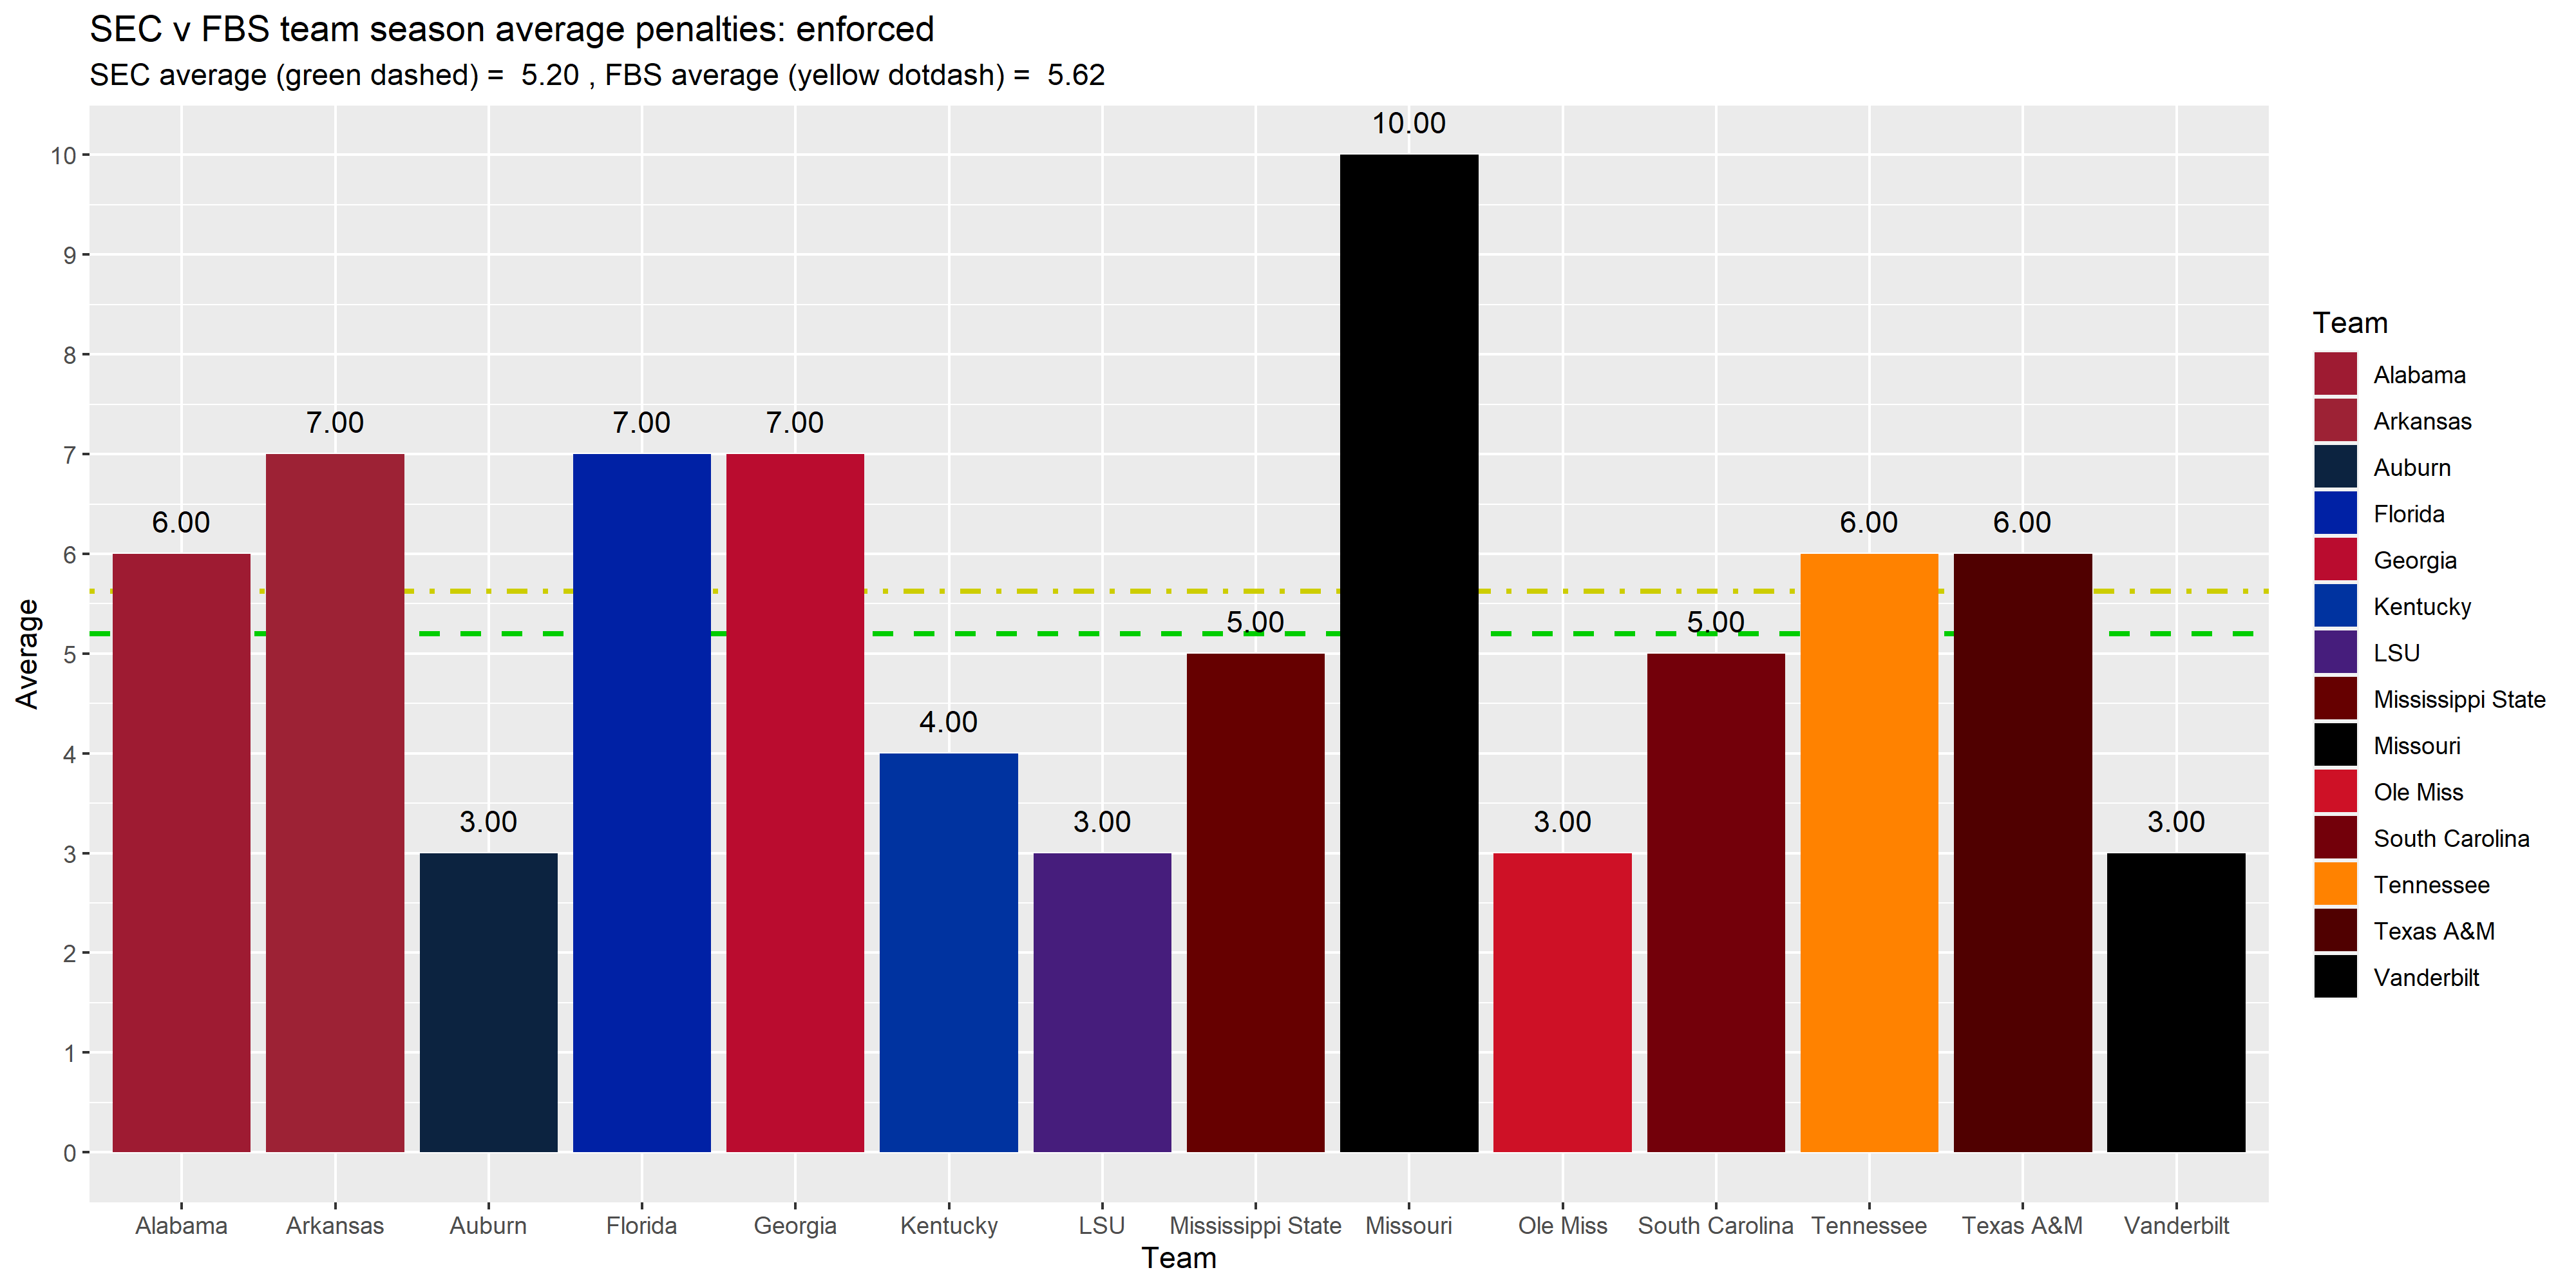 SEC v FBS team season average penalties: enforced
SEC average (green dashed) =  5.20 , FBS average (yellow dotdash) =  5.62
10.00
10
9
8
7.00 7.00 7.00
7
6.00 6.00 6.00
6
5.00 5.00
5
4.00
4
3.00 3.00 3.00 3.00
3
2
1
0
Average
Alabama Arkansas Auburn Florida Georgia Kentucky LSU Mississippi State Missouri Ole Miss South Carolina Tennessee Texas A&M Vanderbilt
Team
Team
Alabama
Arkansas
Auburn
Florida
Georgia
Kentucky
LSU
Mississippi State
Missouri
Ole Miss
South Carolina
Tennessee
Texas A&M
Vanderbilt